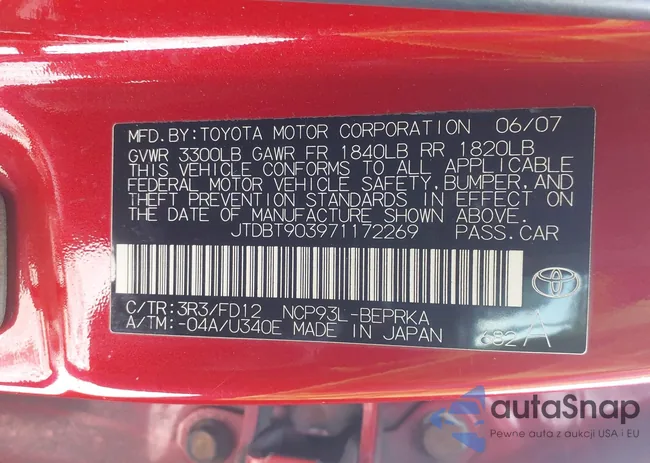 MFD. BY: TOYOTA MOTOR CORPORATION 06/07
GVWR 3300LB GAWR FR 1840LB RR 1820LB
THIS VEHICLE CONFORMS TO ALL APPLICABLE
FEDERAL MOTOR VEHICLE SAFETY, BUMPER, AND
THEFT PREVENTION STANDARDS IN EFFECT ON
THE DATE OF MANUFACTURE SHOWN ABOVE.
JTDBT903971172269 PASS. CAR
C/TR: 3R3/FD12 NCP93L-BEPRKA
A/TM: -04A/U340E MADE IN JAPAN 682 A
autaSnap
Pewne auta z aukcji USA i EU